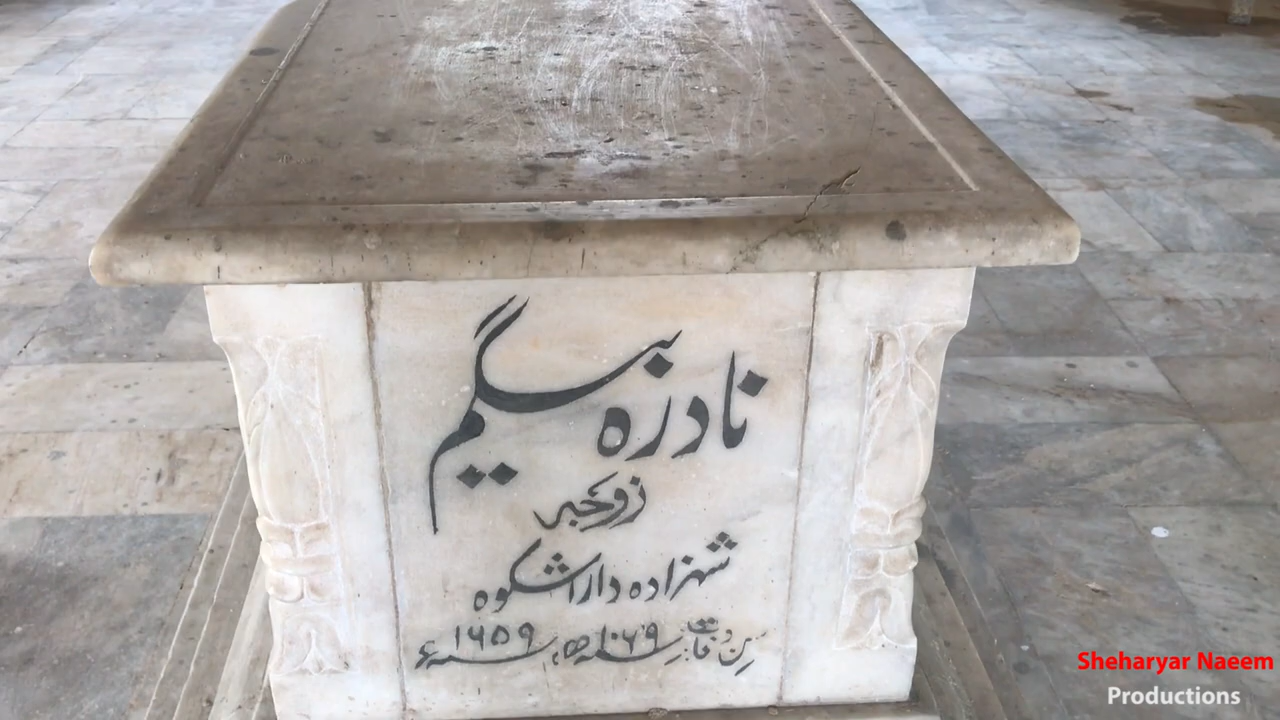 نادرہ بیگم
زوجہ
شہزادہ داراشکوہ
سن وفات ۱۰۶۹ھ، ۱۶۵۹ء
Sheharyar Naeem
Productions